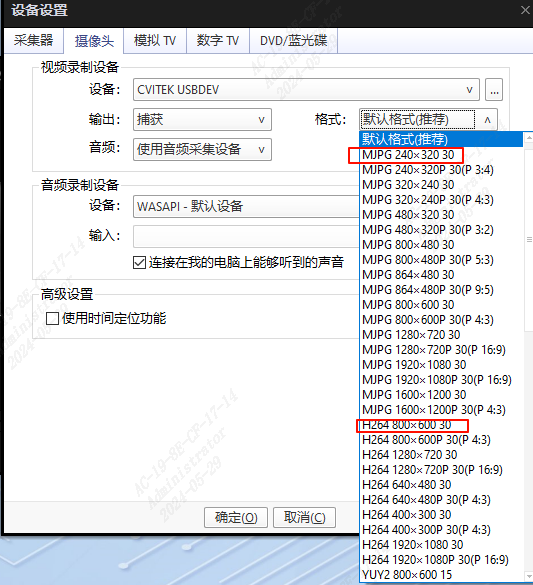 设备设置
采集器 摄像头 模拟 TV 数字 TV DVD/蓝光碟
视频录制设备
设备: CVITEK USBDEV ...
输出: 捕获 格式: 默认格式(推荐)
音频: 使用音频采集设备
默认格式(推荐)
MJPG 240×320 30
MJPG 240×320P 30(P 3:4)
MJPG 320×240 30
MJPG 320×240P 30(P 4:3)
MJPG 480×320 30
MJPG 480×320P 30(P 3:2)
MJPG 800×480 30
MJPG 800×480P 30(P 5:3)
MJPG 864×480 30
MJPG 864×480P 30(P 9:5)
MJPG 800×600 30
MJPG 800×600P 30(P 4:3)
MJPG 1280×720 30
MJPG 1280×720P 30(P 16:9)
MJPG 1920×1080 30
MJPG 1920×1080P 30(P 16:9)
MJPG 1600×1200 30
MJPG 1600×1200P 30(P 4:3)
H264 800×600 30
H264 800×600P 30(P 4:3)
H264 1280×720 30
H264 1280×720P 30(P 16:9)
H264 640×480 30
H264 640×480P 30(P 4:3)
H264 400×300 30
H264 400×300P 30(P 4:3)
H264 1920×1080 30
H264 1920×1080P 30(P 16:9)
YUY2 800×600 15
音频录制设备
设备: WASAPI - 默认设备
输入:
连接在我的电脑上能够听到的声音
高级设置
使用时间定位功能
确定(O) 取消(C)
AC-19-8E-CF-17-14
Administrator
2024-05-29